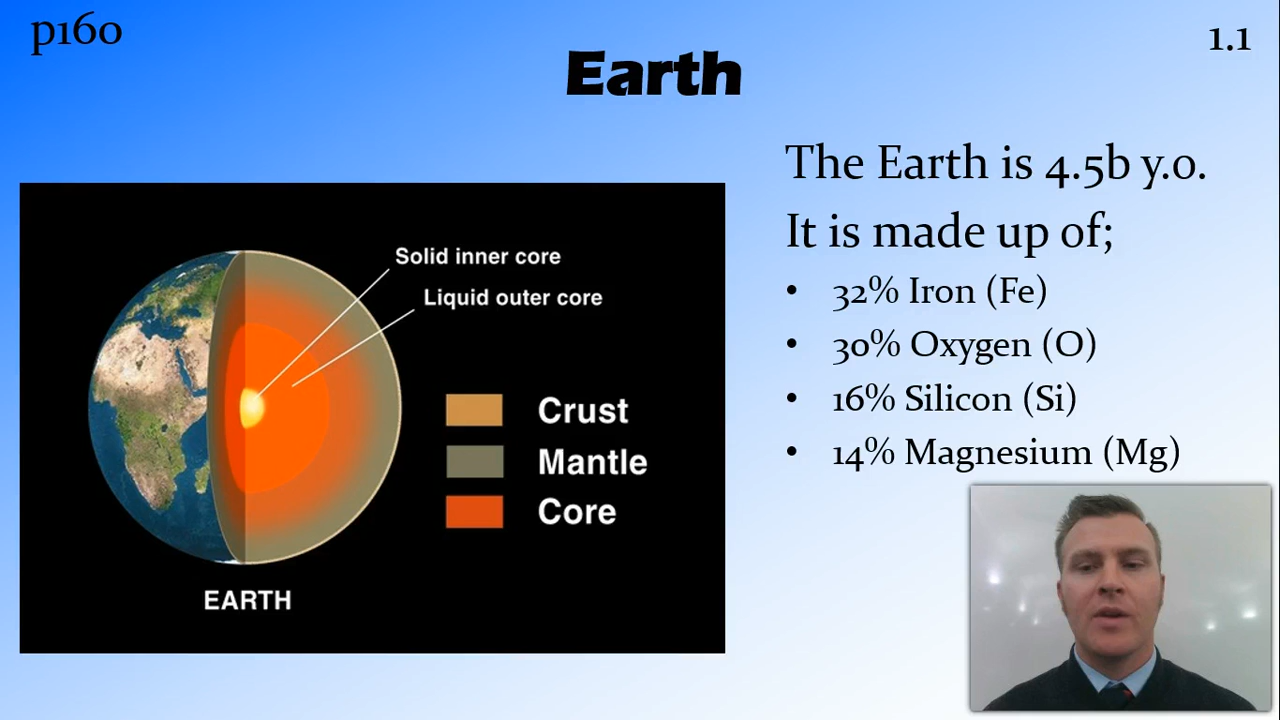 p160
1.1
Earth
The Earth is 4.5b y.o.
It is made up of;
• 32% Iron (Fe)
• 30% Oxygen (O)
• 16% Silicon (Si)
• 14% Magnesium (Mg)
Solid inner core
Liquid outer core
Crust
Mantle
Core
EARTH